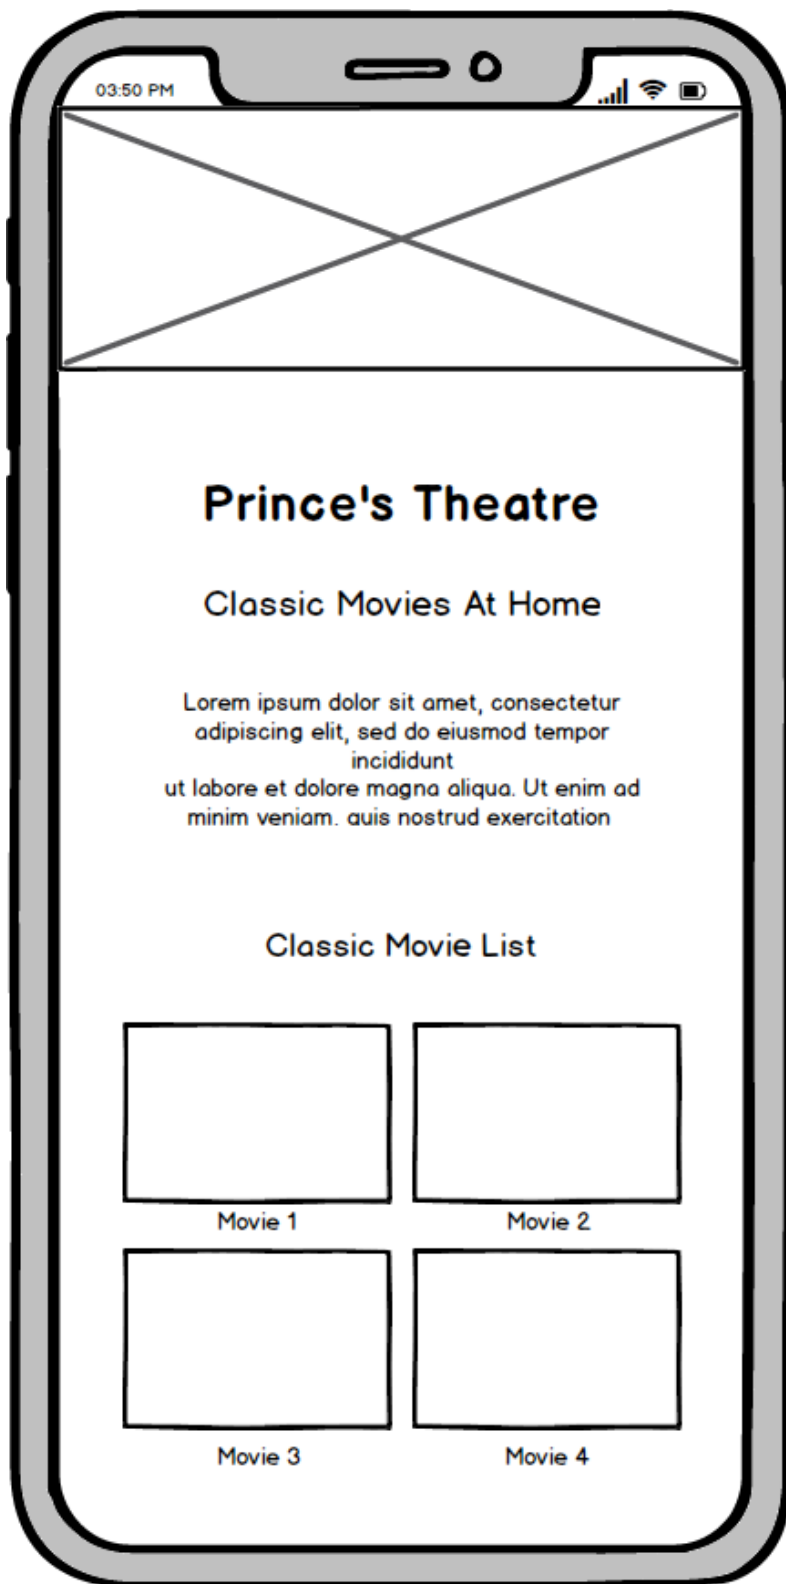 03:50 PM
Prince's Theatre
Classic Movies At Home
Lorem ipsum dolor sit amet, consectetur
adipiscing elit, sed do eiusmod tempor
incididunt
ut labore et dolore magna aliqua. Ut enim ad
minim veniam. quis nostrud exercitation
Classic Movie List
Movie 1
Movie 2
Movie 3
Movie 4